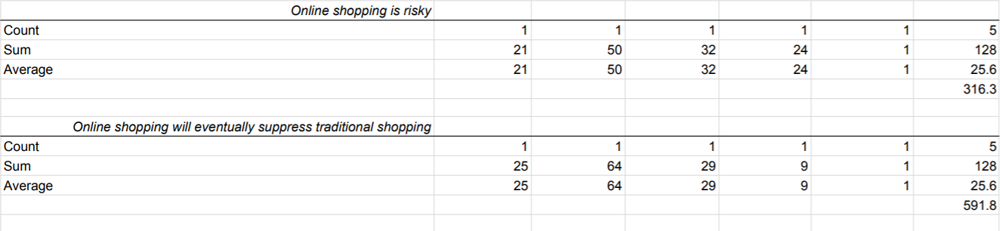 Online shopping is risky
Count 1 1 1 1 1 5
Sum 21 50 32 24 1 128
Average 21 50 32 24 1 25.6
316.3
Online shopping will eventually suppress traditional shopping
Count 1 1 1 1 1 5
Sum 25 64 29 9 1 128
Average 25 64 29 9 1 25.6
591.8